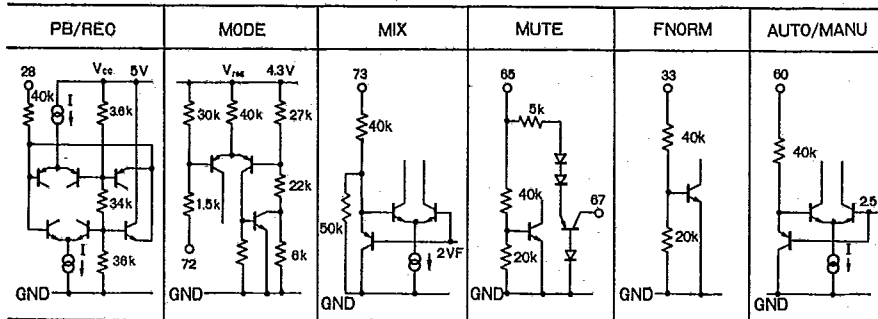 PB/REC
MODE
MIX
MUTE
FNORM
AUTO/MANU
28
Vcc
5V
40k
I
3.6k
34k
I
36k
GND
Vreg
4.3V
30k
40k
27k
22k
1.5k
6k
72
GND
73
40k
50k
2VF
I
GND
65
5k
40k
67
20k
GND
33
40k
20k
GND
60
40k
2.5
I
GND